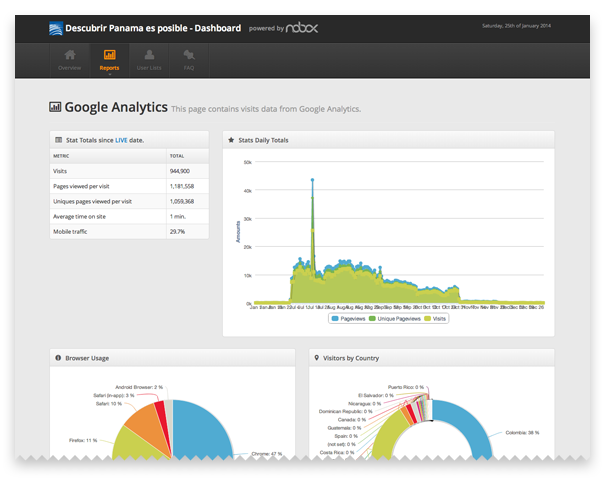 Descubrir Panama es posible - Dashboard powered by ndox
Saturday, 25th of January 2014
Overview Reports User Lists FAQ
Google Analytics This page contains visits data from Google Analytics.
Stat Totals since LIVE date.
METRIC TOTAL
Visits 944,900
Pages viewed per visit 1,181,558
Uniques pages viewed per visit 1,059,368
Average time on site 1 min.
Mobile traffic 29.7%
Stats Daily Totals
50k
40k
30k
20k
10k
0k
Amounts
Pageviews Unique Pageviews Visits
Browser Usage
Android Browser: 2 %
Safari (in-app): 3 %
Safari: 10 %
Firefox: 11 %
Chrome: 47 %
Visitors by Country
Puerto Rico: 0 %
El Salvador: 0 %
Nicaragua: 0 %
Dominican Republic: 0 %
Canada: 0 %
Guatemala: 0 %
Spain: 0 %
(not set): 0 %
Costa Rica: 0 %
Colombia: 38 %